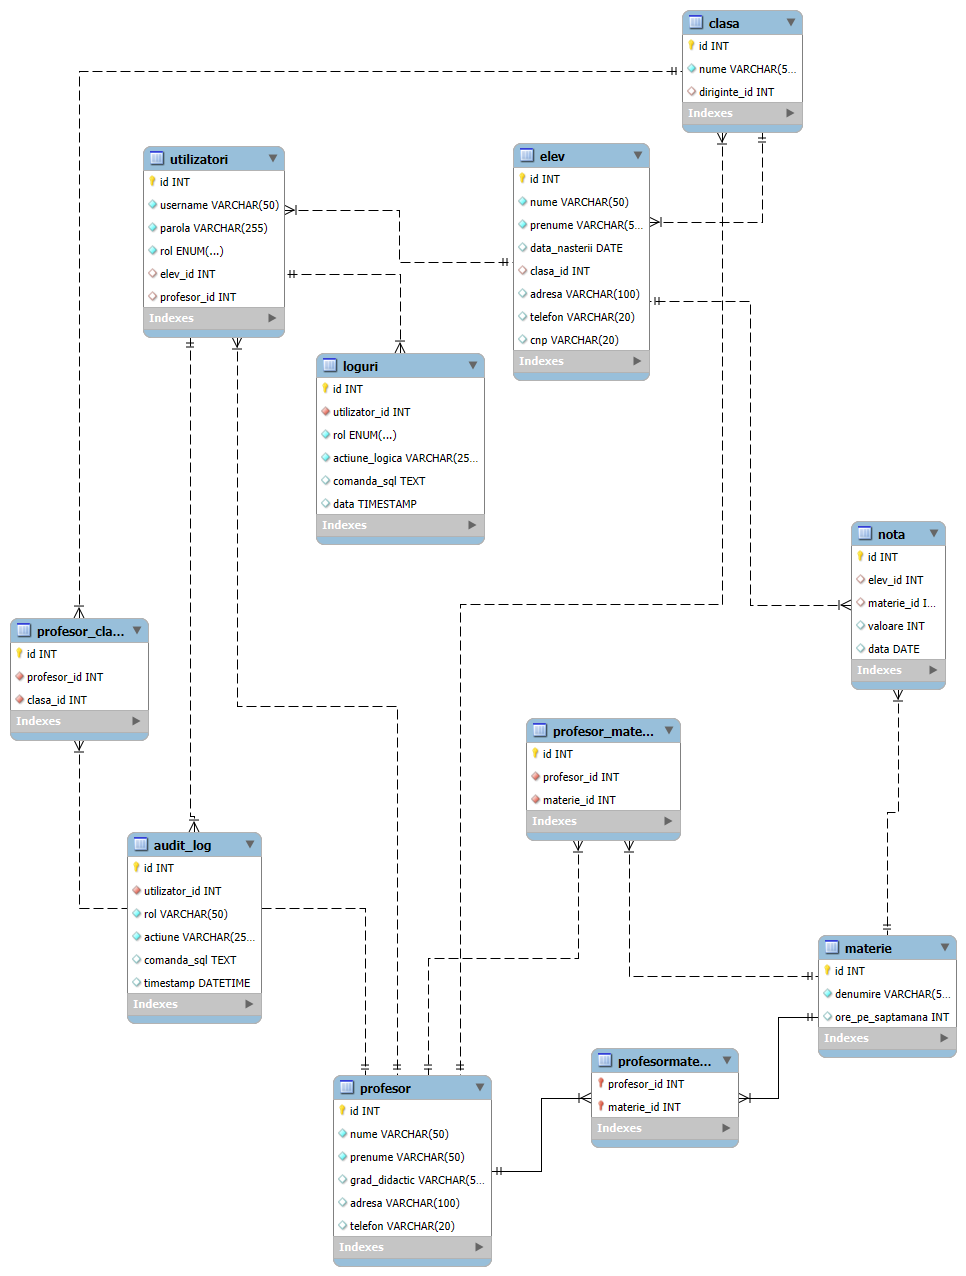 clasa
id INT
nume VARCHAR(5...
diriginte_id INT
Indexes
utilizatori
id INT
username VARCHAR(50)
parola VARCHAR(255)
rol ENUM(...)
elev_id INT
profesor_id INT
Indexes
elev
id INT
nume VARCHAR(50)
prenume VARCHAR(5...
data_nasterii DATE
clasa_id INT
adresa VARCHAR(100)
telefon VARCHAR(20)
cnp VARCHAR(20)
Indexes
loguri
id INT
utilizator_id INT
rol ENUM(...)
actiune_logica VARCHAR(25...
comanda_sql TEXT
data TIMESTAMP
Indexes
nota
id INT
elev_id INT
materie_id I...
valoare INT
data DATE
Indexes
profesor_cla...
id INT
profesor_id INT
clasa_id INT
Indexes
profesor_mate...
id INT
profesor_id INT
materie_id INT
Indexes
audit_log
id INT
utilizator_id INT
rol VARCHAR(50)
actiune VARCHAR(25...
comanda_sql TEXT
timestamp DATETIME
Indexes
materie
id INT
denumire VARCHAR(5...
ore_pe_saptamana INT
Indexes
profesormate...
profesor_id INT
materie_id INT
Indexes
profesor
id INT
nume VARCHAR(50)
prenume VARCHAR(50)
grad_didactic VARCHAR(5...
adresa VARCHAR(100)
telefon VARCHAR(20)
Indexes